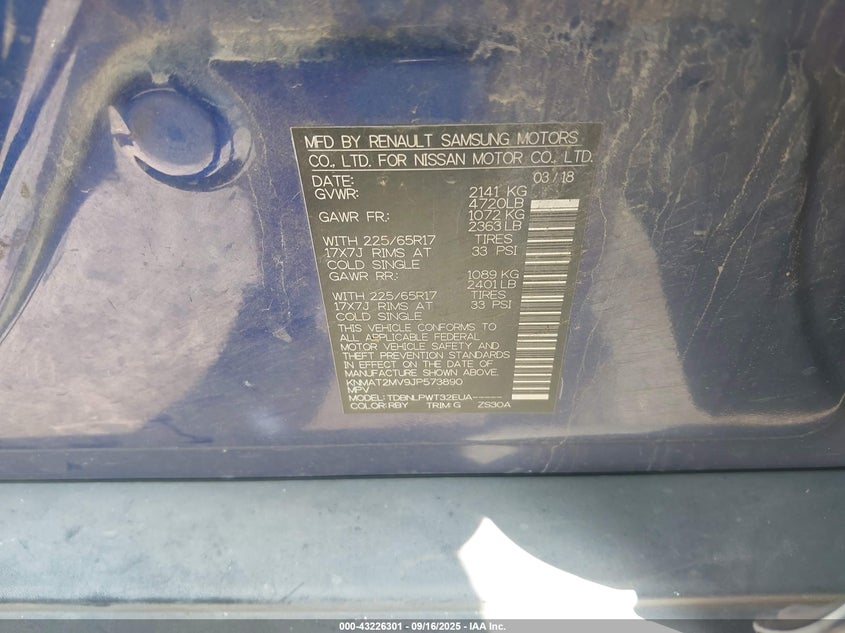 MFD BY RENAULT SAMSUNG MOTORS
CO., LTD. FOR NISSAN MOTOR CO., LTD.
DATE: 03/18
GVWR: 2141 KG
4720LB
GAWR FR.: 1072 KG
2363 LB
WITH 225/65R17 TIRES
17X7J RIMS AT 33 PSI
COLD SINGLE
GAWR RR.: 1089 KG
2401 LB
WITH 225/65R17 TIRES
17X7J RIMS AT 33 PSI
COLD SINGLE
THIS VEHICLE CONFORMS TO
ALL APPLICABLE FEDERAL
MOTOR VEHICLE SAFETY AND
THEFT PREVENTION STANDARDS
IN EFFECT ON THE DATE OF
MANUFACTURE SHOWN ABOVE.
KNMAT2MV9JP573890
MPV
MODEL: TDBNLPWT32EUA-----
COLOR: RBY TRIM: G ZS30A
000-43226301 - 09/16/2025 - IAA Inc.